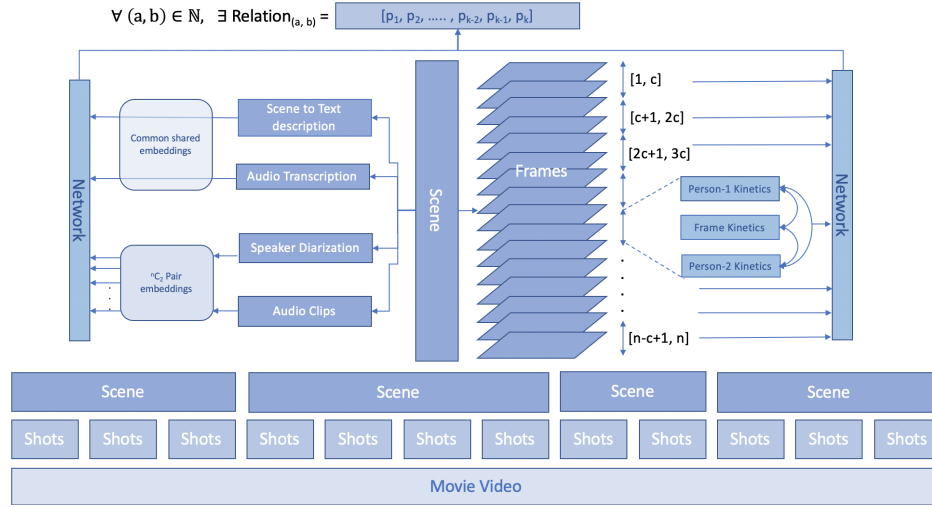 ∀ (a, b) ∈ ℕ, ∃ Relation(a, b) = [p1, p2, ..... , pk-2, pk-1, pk]
Network
Common shared
embeddings
nC2 Pair
embeddings
Scene to Text
description
Audio Transcription
Speaker Diarization
Audio Clips
Scene
Frames
[1, c]
[c+1, 2c]
[2c+1, 3c]
[n-c+1, n]
Person-1 Kinetics
Frame Kinetics
Person-2 Kinetics
Network
Scene Scene Scene Scene
Shots Shots Shots Shots Shots Shots Shots Shots Shots Shots Shots Shots
Movie Video